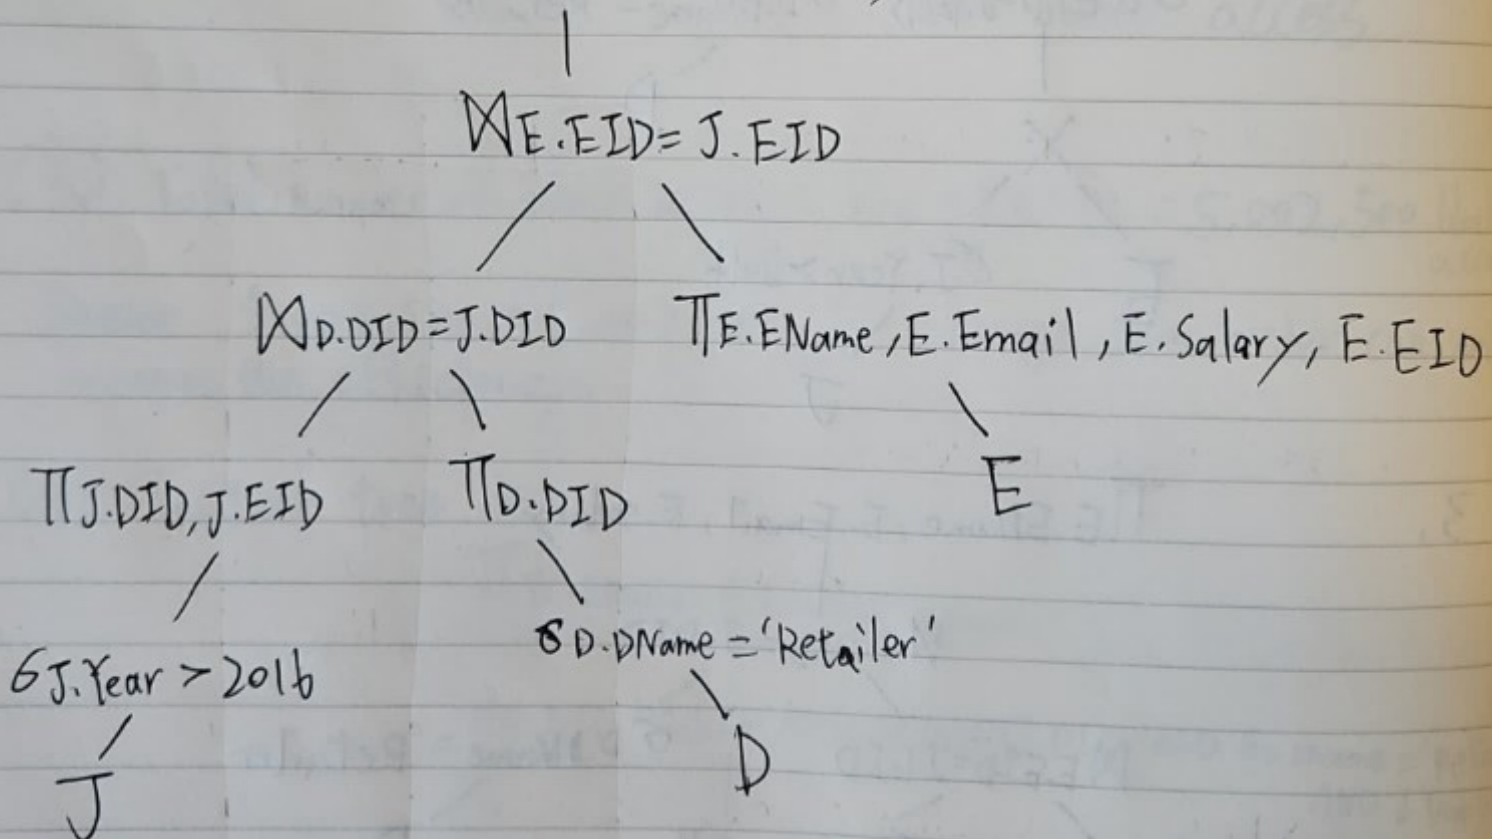 ⋈E.EID=J.EID
⋈D.DID=J.DID
πE.EName,E.Email,E.Salary,E.EID
πJ.DID,J.EID
πD.DID
E
σD.DName='Retailer'
σJ.Year>2016
D
J